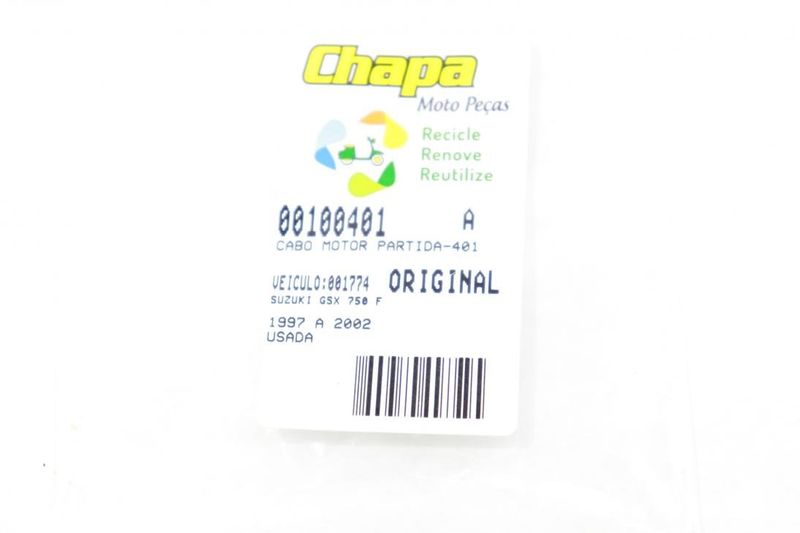 Chapa
Moto Peças
Recicle
Renove
Reutilize
00100401 A
CABO MOTOR PARTIDA-401
VEICULO:001774 ORIGINAL
SUZUKI GSX 750 F
1997 A 2002
USADA